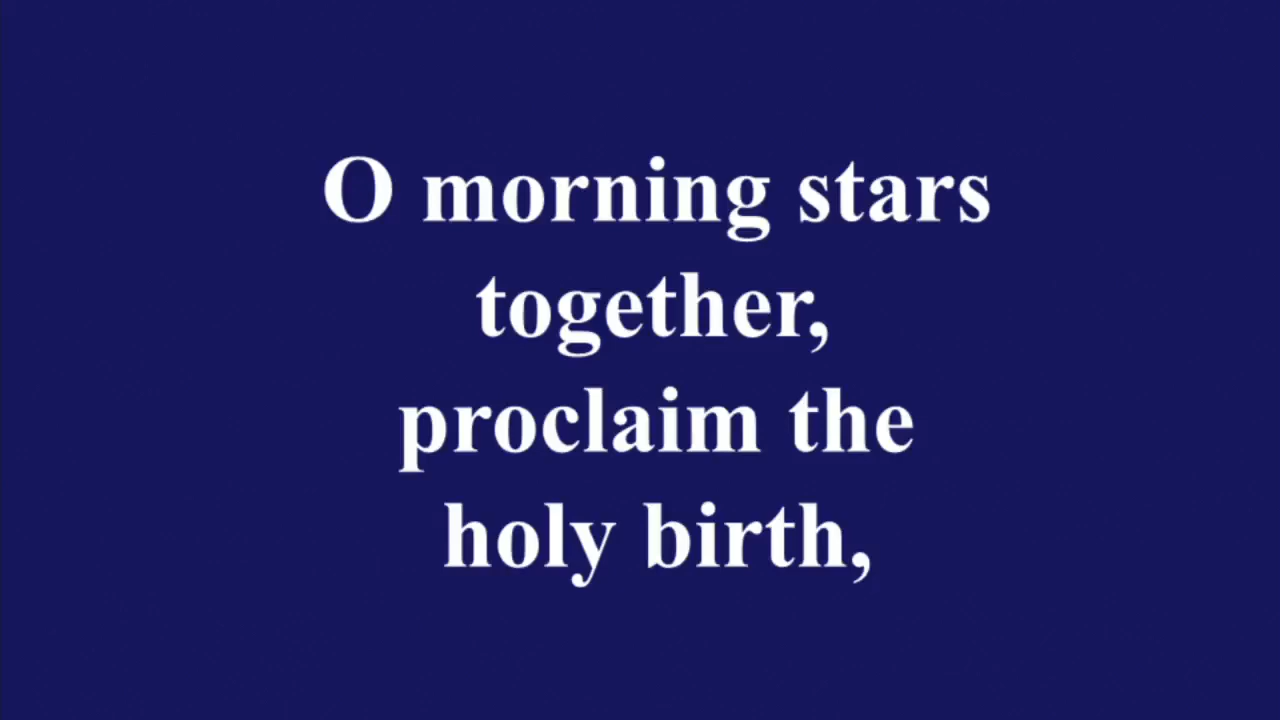 O morning stars
together,
proclaim the
holy birth,